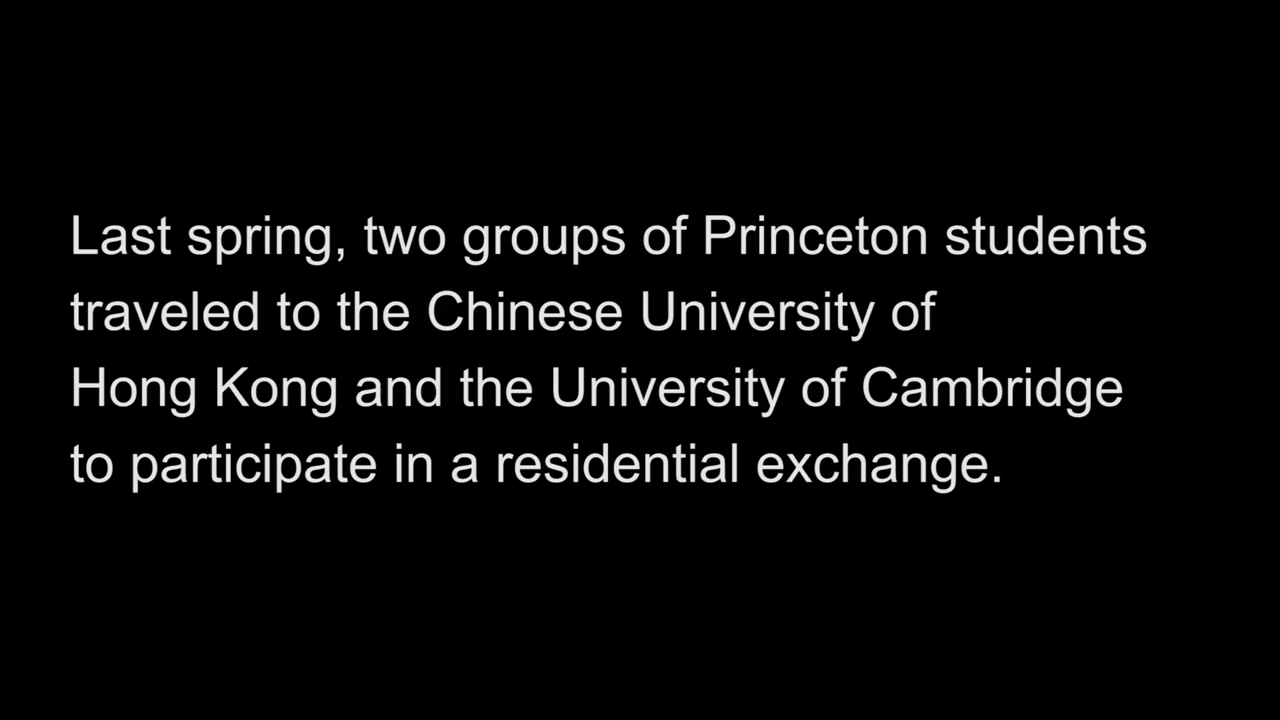 Last spring, two groups of Princeton students
traveled to the Chinese University of
Hong Kong and the University of Cambridge
to participate in a residential exchange.